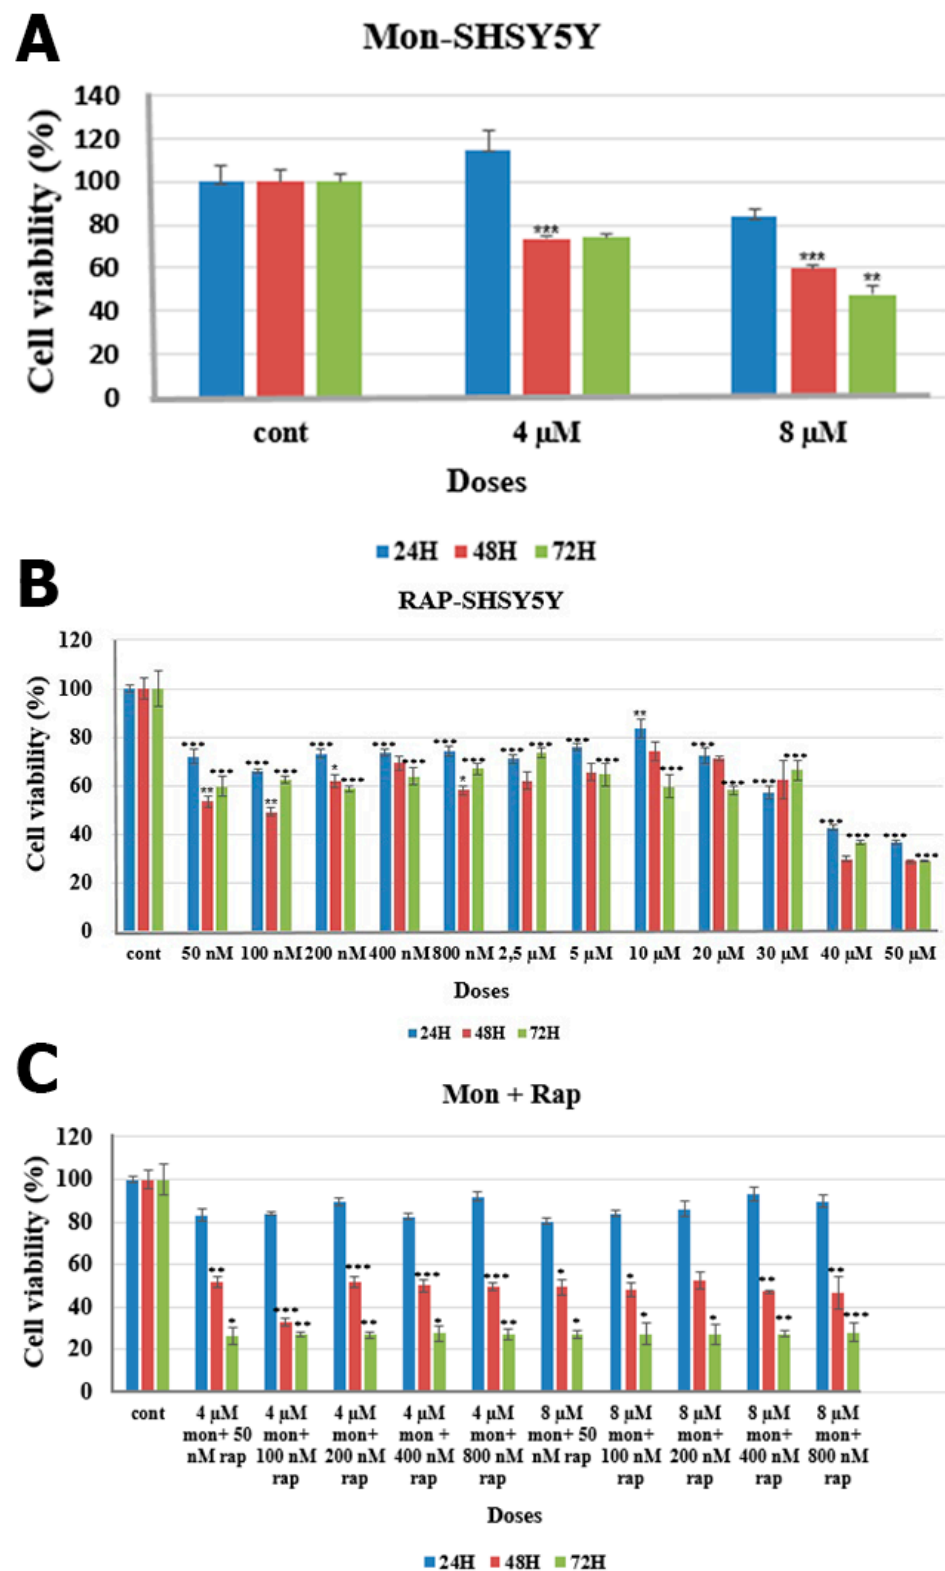 A
Mon-SHSY5Y
Cell viability (%)
140
120
100
80
60
40
20
0
***
***
**
cont 4 µM 8 µM
Doses
24H 48H 72H
B
RAP-SHSY5Y
Cell viability (%)
120
100
80
60
40
20
0
cont 50 nM 100 nM 200 nM 400 nM 800 nM 2,5 µM 5 µM 10 µM 20 µM 30 µM 40 µM 50 µM
Doses
24H 48H 72H
C
Mon + Rap
Cell viability (%)
120
100
80
60
40
20
0
cont 4 µM 4 µM 4 µM 4 µM 4 µM 8 µM 8 µM 8 µM 8 µM 8 µM
mon+ 50 mon+ mon+ mon + mon+ mon+ 50 mon+ mon+ mon+ mon+
nM rap 100 nM 200 nM 400 nM 800 nM nM rap 100 nM 200 nM 400 nM 800 nM
rap rap rap rap rap rap rap rap
Doses
24H 48H 72H